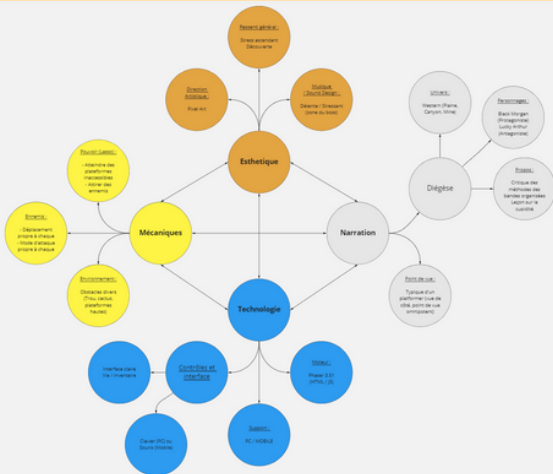 Ressenti général :
Stress ascendant
Découverte
Direction
Artistique :
Pixel Art
Musique
/ Sound Design :
Détente / Stressant
(zone du boss)
Esthetique
Univers :
Western (Plaine,
Canyon, Mine)
Personnages :
Black Morgan
(Protagoniste)
Lucky Arthur
(Antagoniste)
Diégèse
Propos :
Critique des
méthodes des
bandes organisées
Leçon sur la
cupidité
Pouvoir (Lasso) :
- Atteindre des
plateformes
inaccessibles
- Attirer des
ennemis
Ennemis :
- Déplacement
propre à chaque
- Mode d'attaque
propre à chaque
Mécaniques
Narration
Environnement :
Obstacles divers
(Trou, cactus,
plateformes
hautes)
Point de vue :
Typique d'un
platformer (vue de
côté, point de vue
omniscient)
Technologie
Interface claire
Vie / Inventaire
Contrôles et
interface
Moteur :
Phaser 3.51
(HTML / JS)
Clavier (PC) ou
Souris (Mobile)
Support :
PC / MOBILE